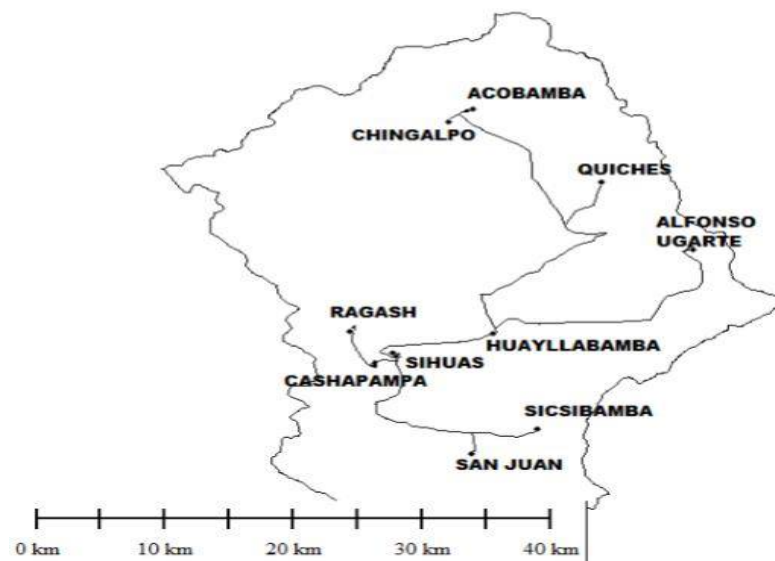 ACOBAMBA
CHINGALPO
QUICHES
ALFONSO
UGARTE
RAGASH
HUAYLLABAMBA
SIHUAS
CASHAPAMPA
SICSIBAMBA
SAN JUAN
0 km 10 km 20 km 30 km 40 km